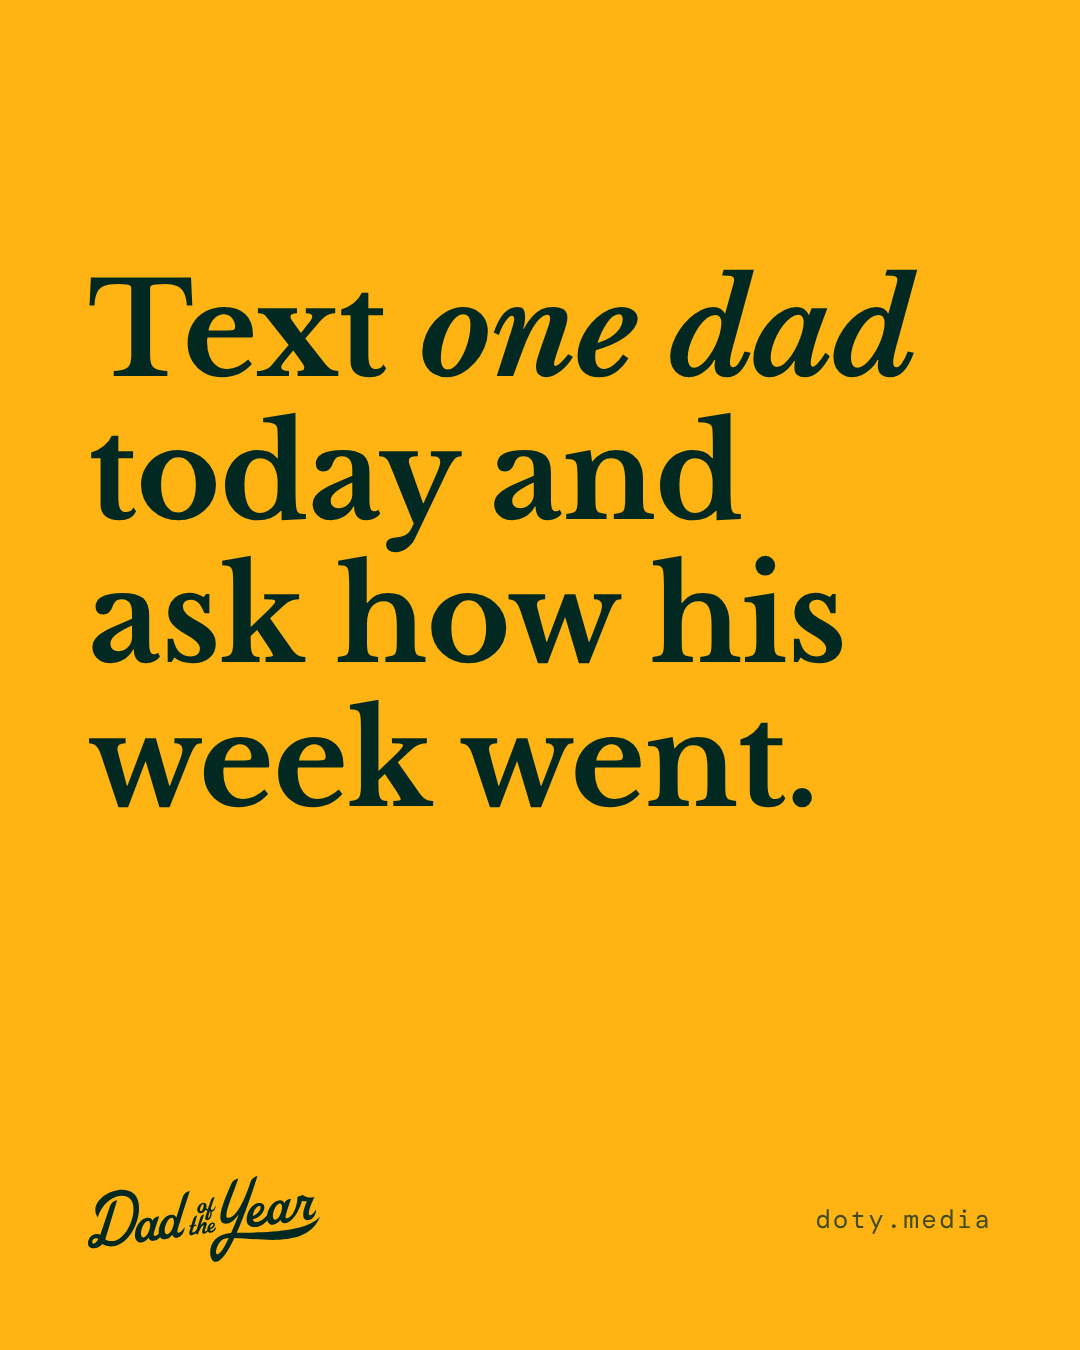 Text one dad
today and
ask how his
week went.
Dad of the Year
doty.media